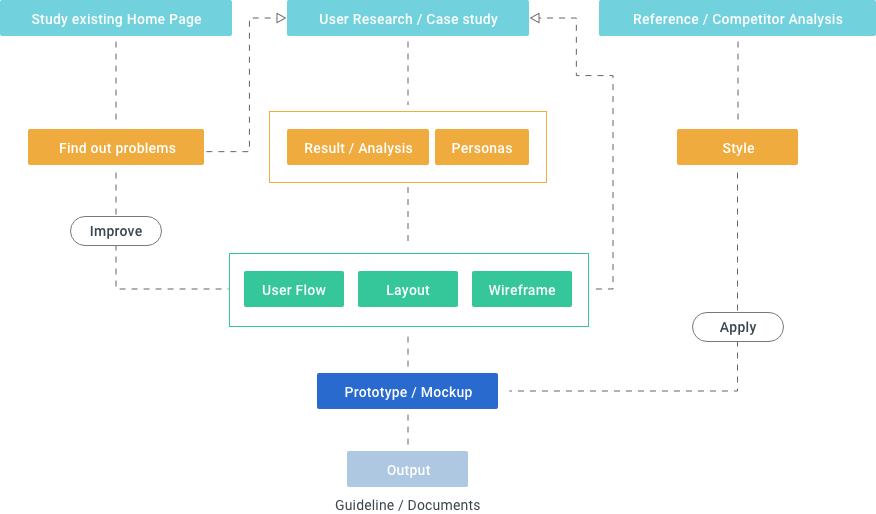 Study existing Home Page
User Research / Case study
Reference / Competitor Analysis
Find out problems
Result / Analysis
Personas
Style
Improve
User Flow
Layout
Wireframe
Apply
Prototype / Mockup
Output
Guideline / Documents